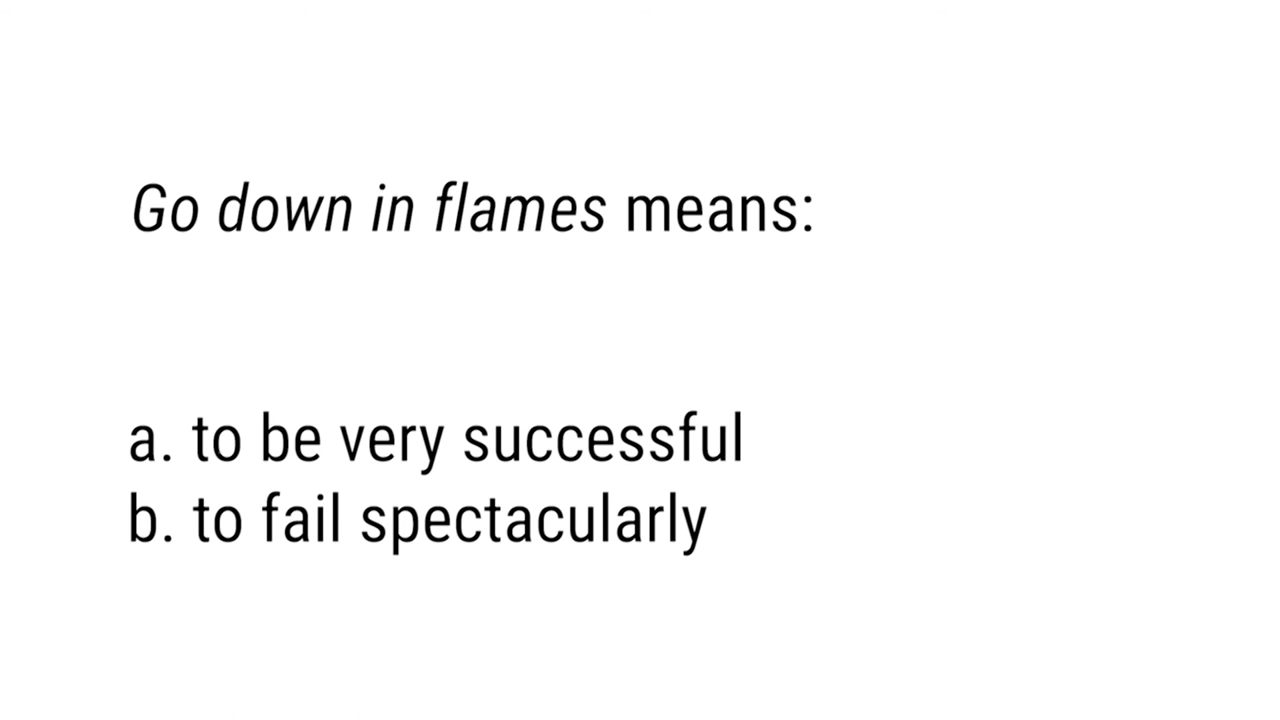 Go down in flames means:
a. to be very successful
b. to fail spectacularly